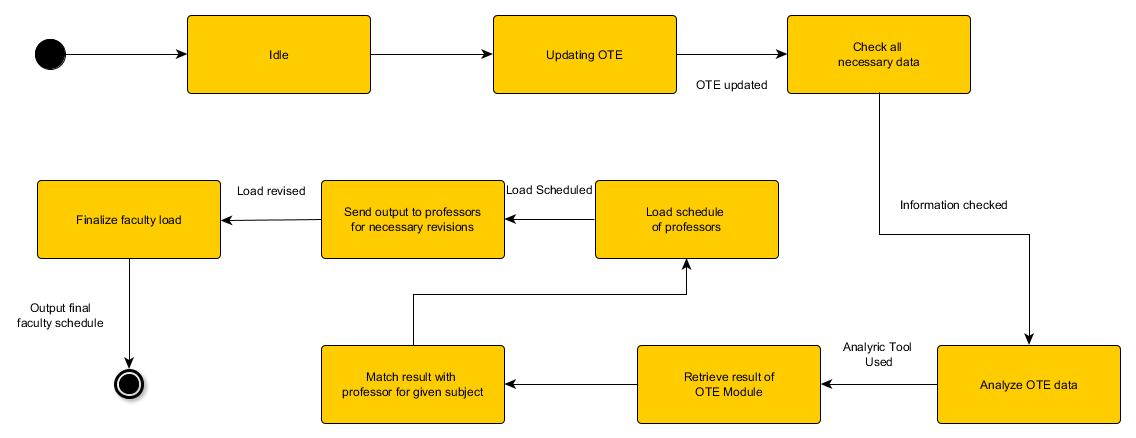 Idle
Updating OTE
OTE updated
Check all
necessary data
Information checked
Analyze OTE data
Analyric Tool
Used
Retrieve result of
OTE Module
Match result with
professor for given subject
Load schedule
of professors
Load Scheduled
Send output to professors
for necessary revisions
Load revised
Finalize faculty load
Output final
faculty schedule